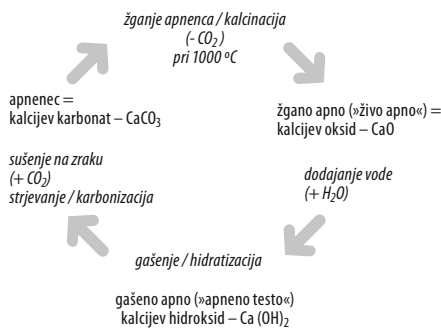 žganje apnenca / kalcinacija
(- CO₂)
pri 1000 ºC
apnenec =
kalcijev karbonat – CaCO₃
žgano apno (»živo apno«) =
kalcijev oksid – CaO
sušenje na zraku
(+ CO₂)
strjevanje / karbonizacija
dodajanje vode
(+ H₂O)
gašenje / hidratizacija
gašeno apno (»apneno testo«)
kalcijev hidroksid – Ca (OH)₂